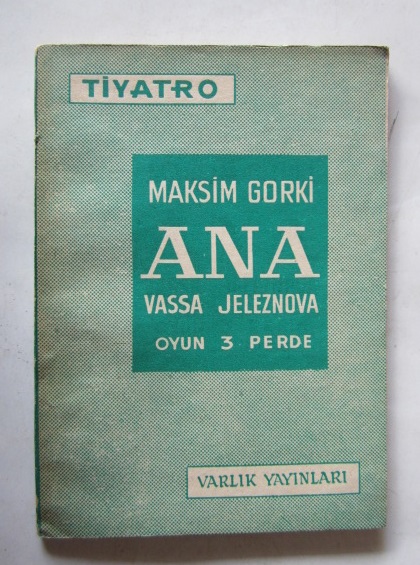 TİYATRO
MAKSİM GORKİ
ANA
VASSA JELEZNOVA
OYUN 3 PERDE
VARLIK YAYINLARI